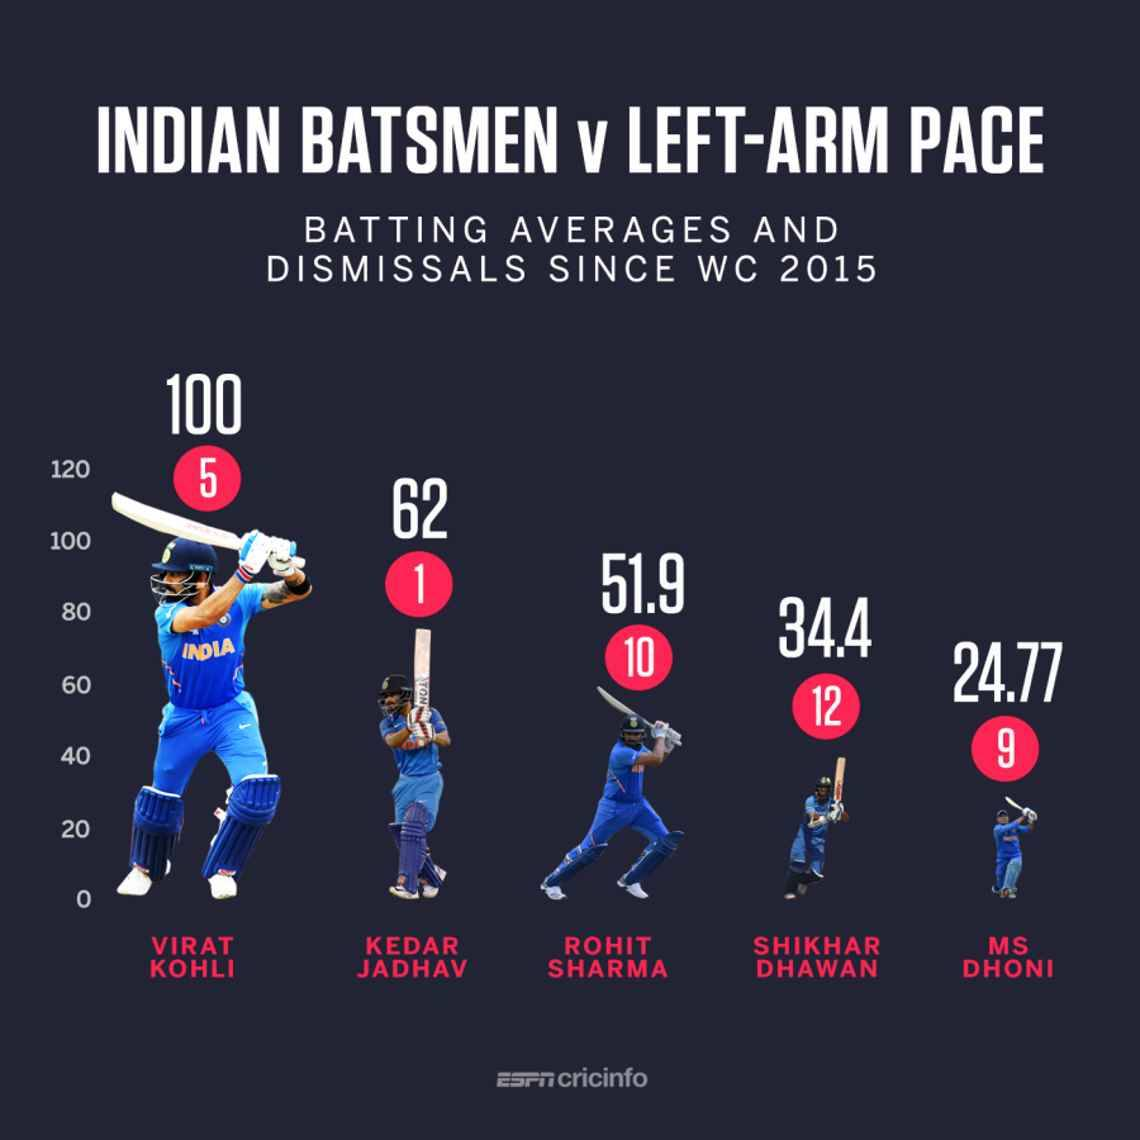 INDIAN BATSMEN v LEFT-ARM PACE
BATTING AVERAGES AND
DISMISSALS SINCE WC 2015
100
5
62
1
51.9
10
34.4
12
24.77
9
120
100
80
60
40
20
0
INDIA
VIRAT
KOHLI
KEDAR
JADHAV
ROHIT
SHARMA
SHIKHAR
DHAWAN
MS
DHONI
ESPN cricinfo